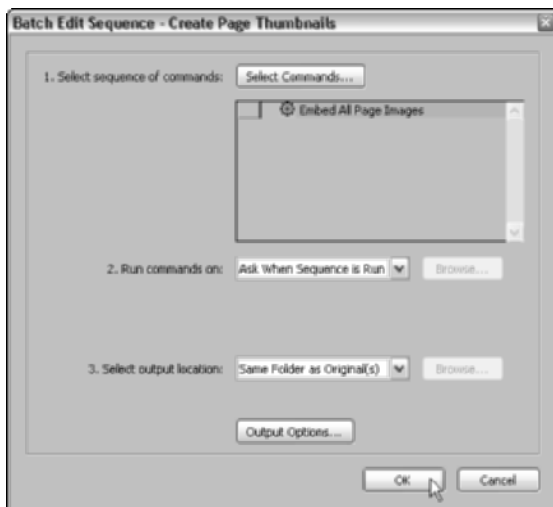 Batch Edit Sequence - Create Page Thumbnails
1. Select sequence of commands: Select Commands...
Embed All Page Images
2. Run commands on: Ask When Sequence is Run Browse...
3. Select output location: Same Folder as Original(s) Browse...
Output Options...
OK Cancel